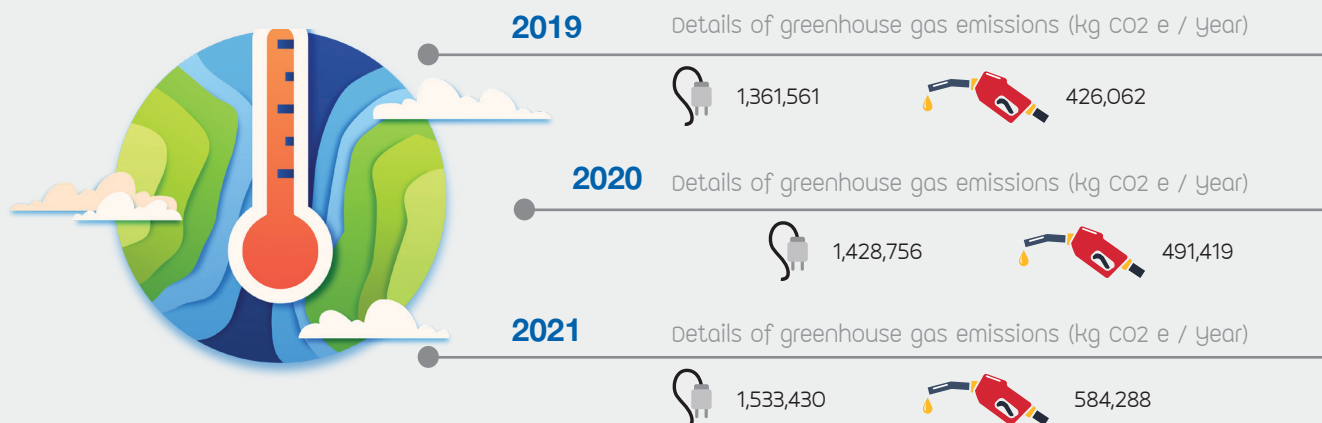 2019 Details of greenhouse gas emissions (kg CO2 e / Year)
1,361,561 426,062
2020 Details of greenhouse gas emissions (kg CO2 e / Year)
1,428,756 491,419
2021 Details of greenhouse gas emissions (kg CO2 e / Year)
1,533,430 584,288